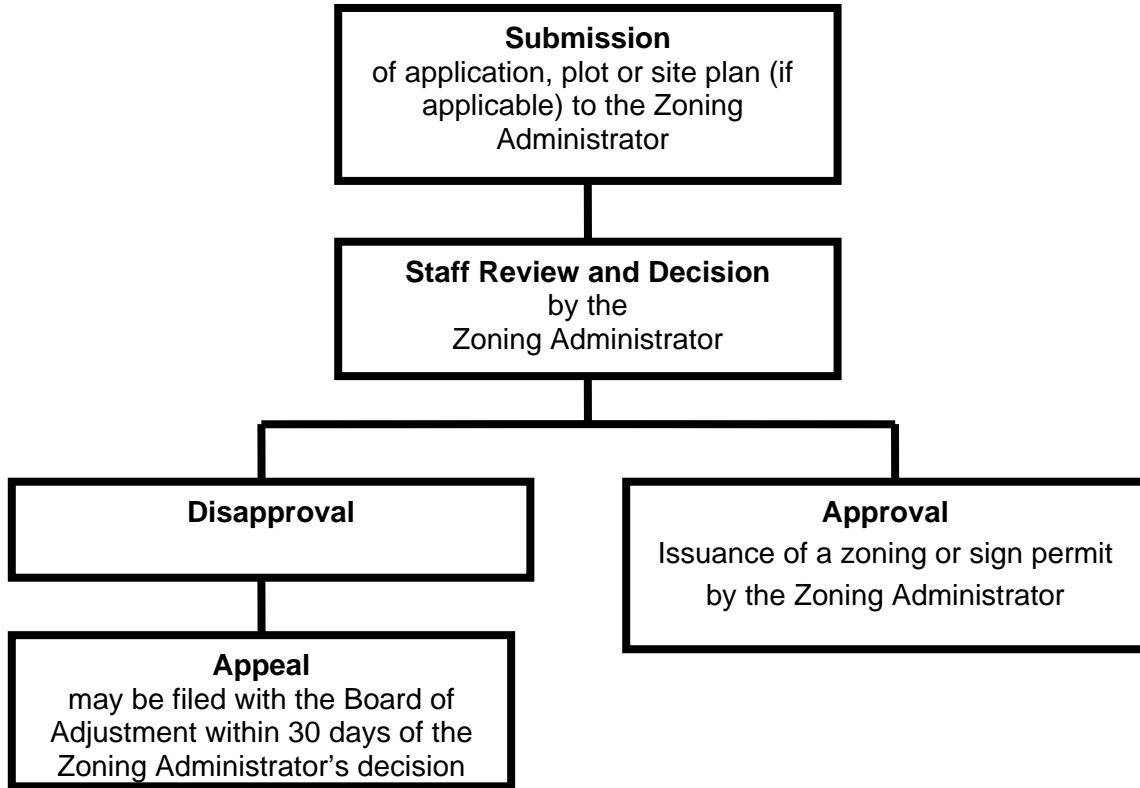 Submission
of application, plot or site plan (if
applicable) to the Zoning
Administrator
Staff Review and Decision
by the
Zoning Administrator
Disapproval
Approval
Issuance of a zoning or sign permit
by the Zoning Administrator
Appeal
may be filed with the Board of
Adjustment within 30 days of the
Zoning Administrator’s decision